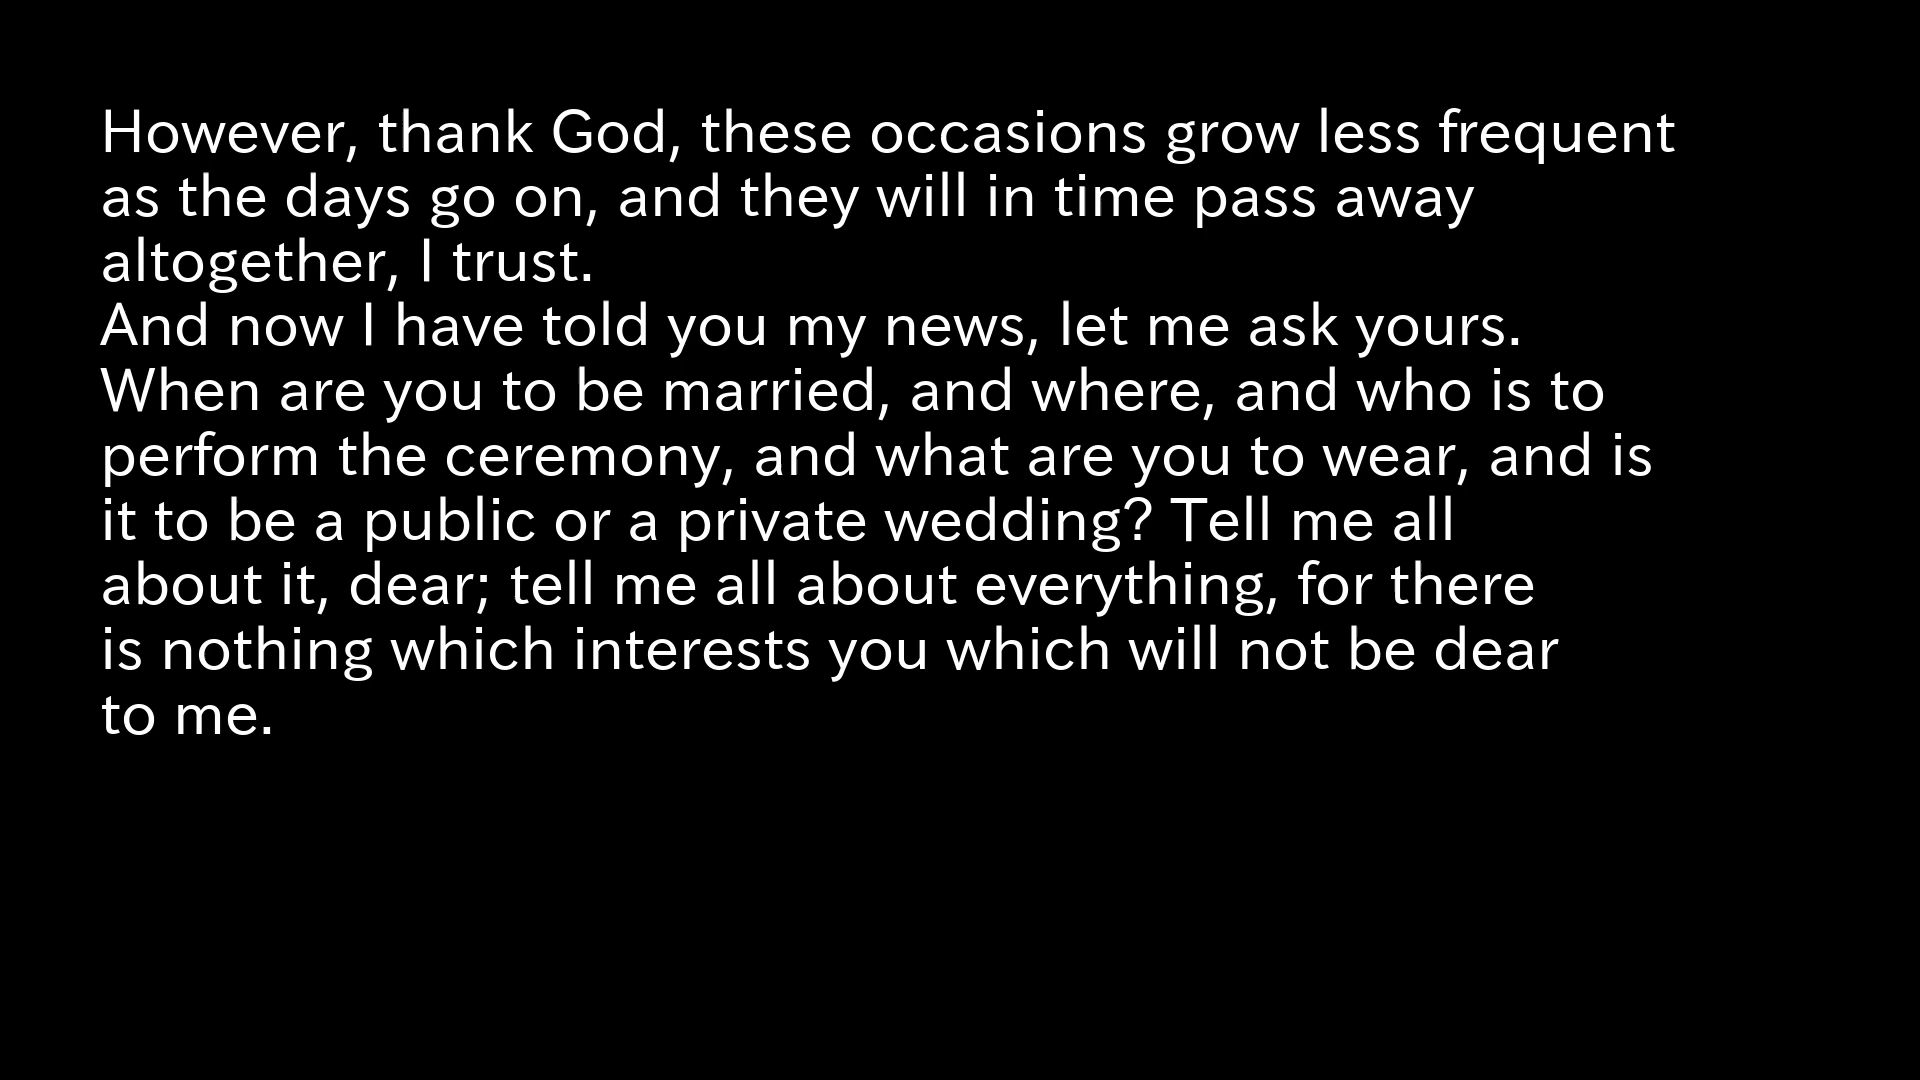 However, thank God, these occasions grow less frequent
as the days go on, and they will in time pass away
altogether, I trust.
And now I have told you my news, let me ask yours.
When are you to be married, and where, and who is to
perform the ceremony, and what are you to wear, and is
it to be a public or a private wedding? Tell me all
about it, dear; tell me all about everything, for there
is nothing which interests you which will not be dear
to me.